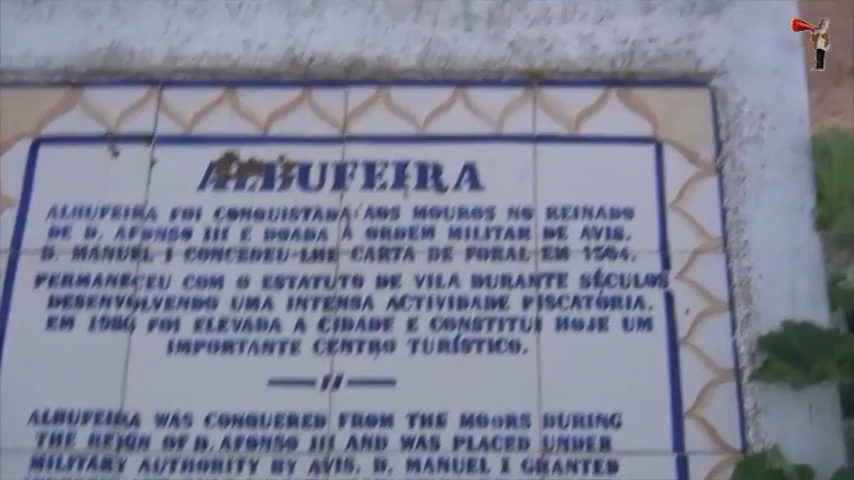 ALBUFEIRA
ALBUFEIRA FOI CONQUISTADA AOS MOUROS NO REINADO
DE D. AFONSO III E DOADA À ORDEM MILITAR DE AVIS.
D. MANUEL I CONCEDEU-LHE CARTA DE FORAL EM 1504.
PERMANECEU COM O ESTATUTO DE VILA DURANTE SÉCULOS
DESENVOLVENDO UMA INTENSA ACTIVIDADE PISCATÓRIA.
EM 1986 FOI ELEVADA A CIDADE E CONSTITUI HOJE UM
IMPORTANTE CENTRO TURÍSTICO.
ALBUFEIRA WAS CONQUERED FROM THE MOORS DURING
THE REIGN OF D. AFONSO III AND WAS PLACED UNDER
MILITARY AUTHORITY BY AVIS. D. MANUEL I GRANTED